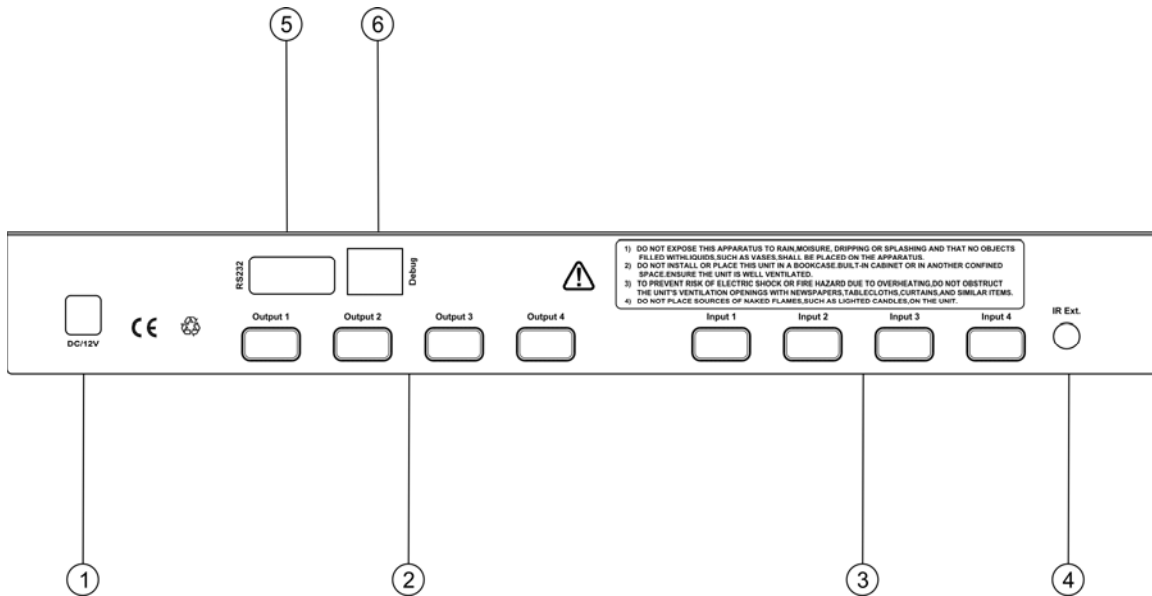 5
6
RS232
Debug
1) DO NOT EXPOSE THIS APPARATUS TO RAIN,MOISURE, DRIPPING OR SPLASHING AND THAT NO OBJECTS
FILLED WITHLIQUIDS,SUCH AS VASES,SHALL BE PLACED ON THE APPARATUS.
2) DO NOT INSTALL OR PLACE THIS UNIT IN A BOOKCASE.BUILT-IN CABINET OR IN ANOTHER CONFINED
SPACE.ENSURE THE UNIT IS WELL VENTILATED.
3) TO PREVENT RISK OF ELECTRIC SHOCK OR FIRE HAZARD DUE TO OVERHEATING,DO NOT OBSTRUCT
THE UNIT'S VENTILATION OPENINGS WITH NEWSPAPERS,TABLECLOTHS,CURTAINS,AND SIMILAR ITEMS.
4) DO NOT PLACE SOURCES OF NAKED FLAMES,SUCH AS LIGHTED CANDLES,ON THE UNIT.
DC/12V
CE
Output 1 Output 2 Output 3 Output 4 Input 1 Input 2 Input 3 Input 4 IR Ext.
1 2 3 4